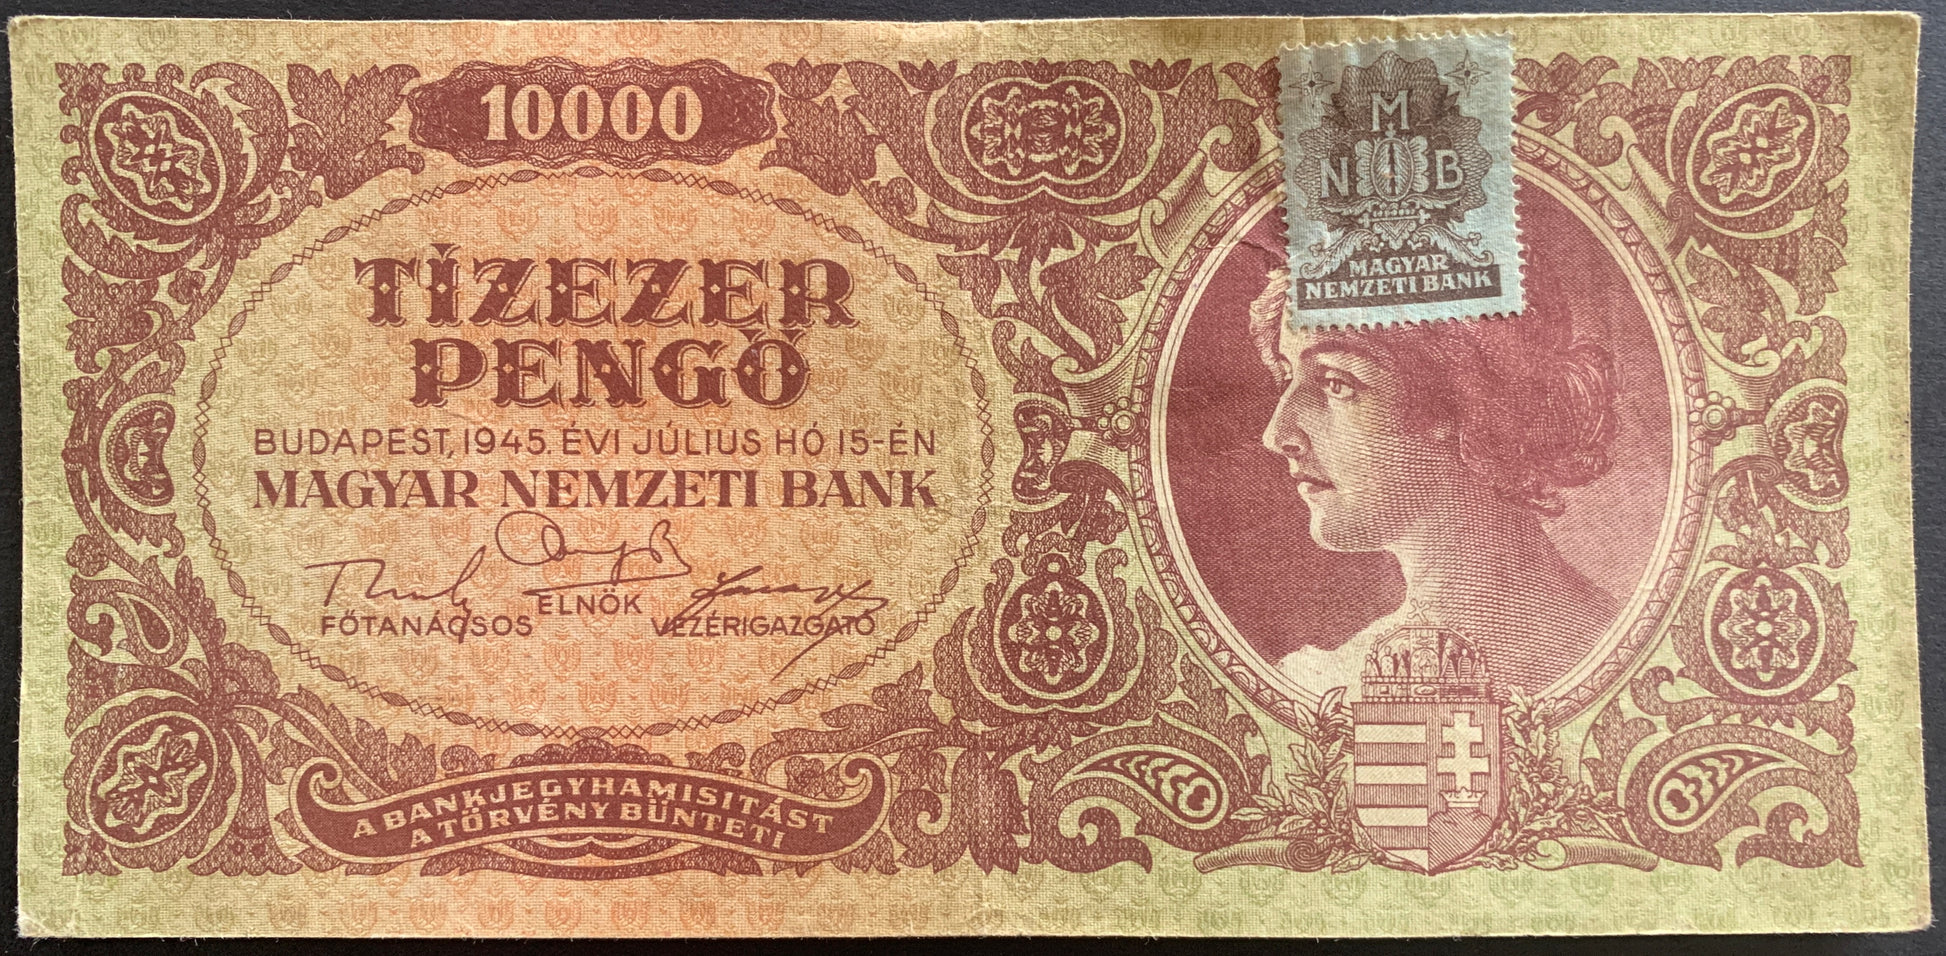 10000
TÍZEZER
PENGŐ
BUDAPEST, 1945. ÉVI JÚLIUS HÓ 15-ÉN
MAGYAR NEMZETI BANK
FŐTANÁCSOS
ELNÖK
VEZÉRIGAZGATÓ
A BANKJEGYHAMISITÁST
A TÖRVÉNY BÜNTETI
M
N B
MAGYAR
NEMZETI BANK